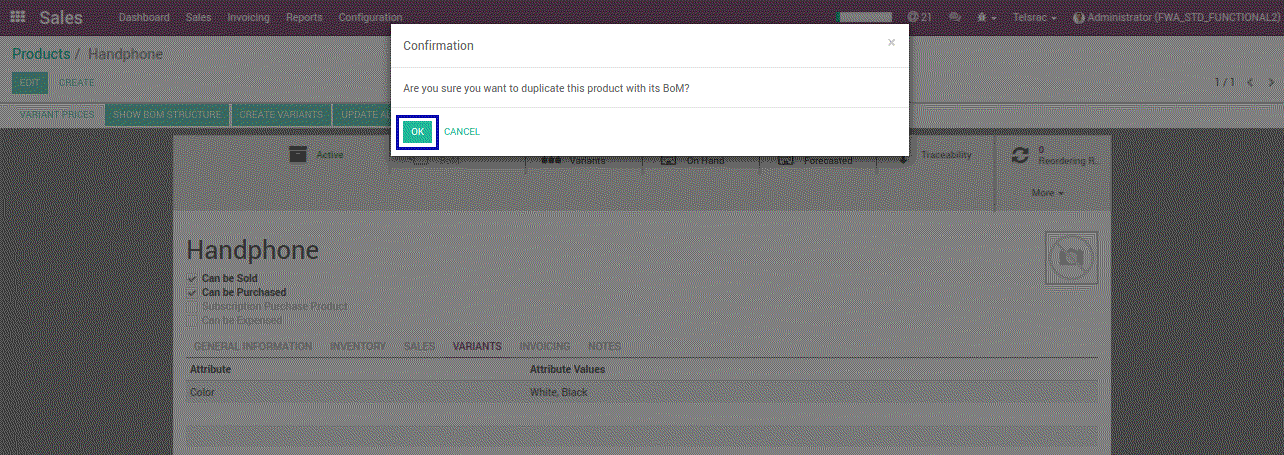 Sales Dashboard Sales Invoicing Reports Configuration 21 Telsrac Administrator (FWA_STD_FUNCTIONAL2)
Confirmation ×
Products / Handphone
EDIT CREATE 1 / 1
Are you sure you want to duplicate this product with its BoM?
VARIANT PRICES SHOW BOM STRUCTURE CREATE VARIANTS UPDATE AL
OK CANCEL
Active BoM Variants On Hand Forecasted Traceability 0
Reordering R...
More
Handphone
Can be Sold
Can be Purchased
Subscription Purchase Product
Can be Expensed
GENERAL INFORMATION INVENTORY SALES VARIANTS INVOICING NOTES
Attribute Attribute Values
Color White, Black